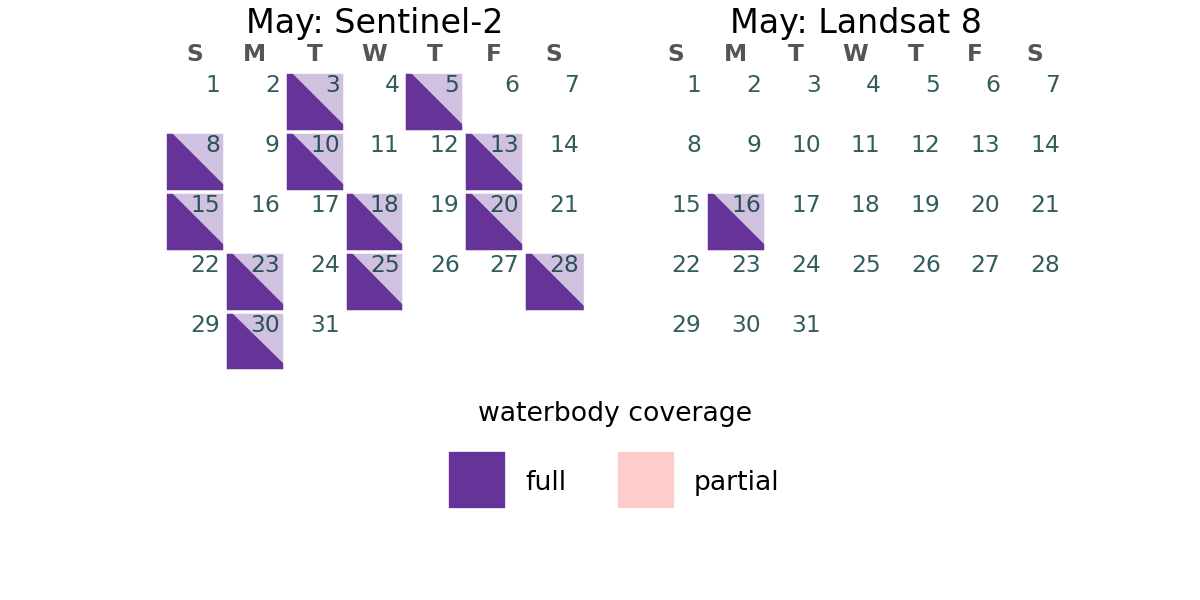 May: Sentinel-2
S M T W T F S
1 2 3 4 5 6 7
8 9 10 11 12 13 14
15 16 17 18 19 20 21
22 23 24 25 26 27 28
29 30 31
May: Landsat 8
S M T W T F S
1 2 3 4 5 6 7
8 9 10 11 12 13 14
15 16 17 18 19 20 21
22 23 24 25 26 27 28
29 30 31
waterbody coverage
full partial